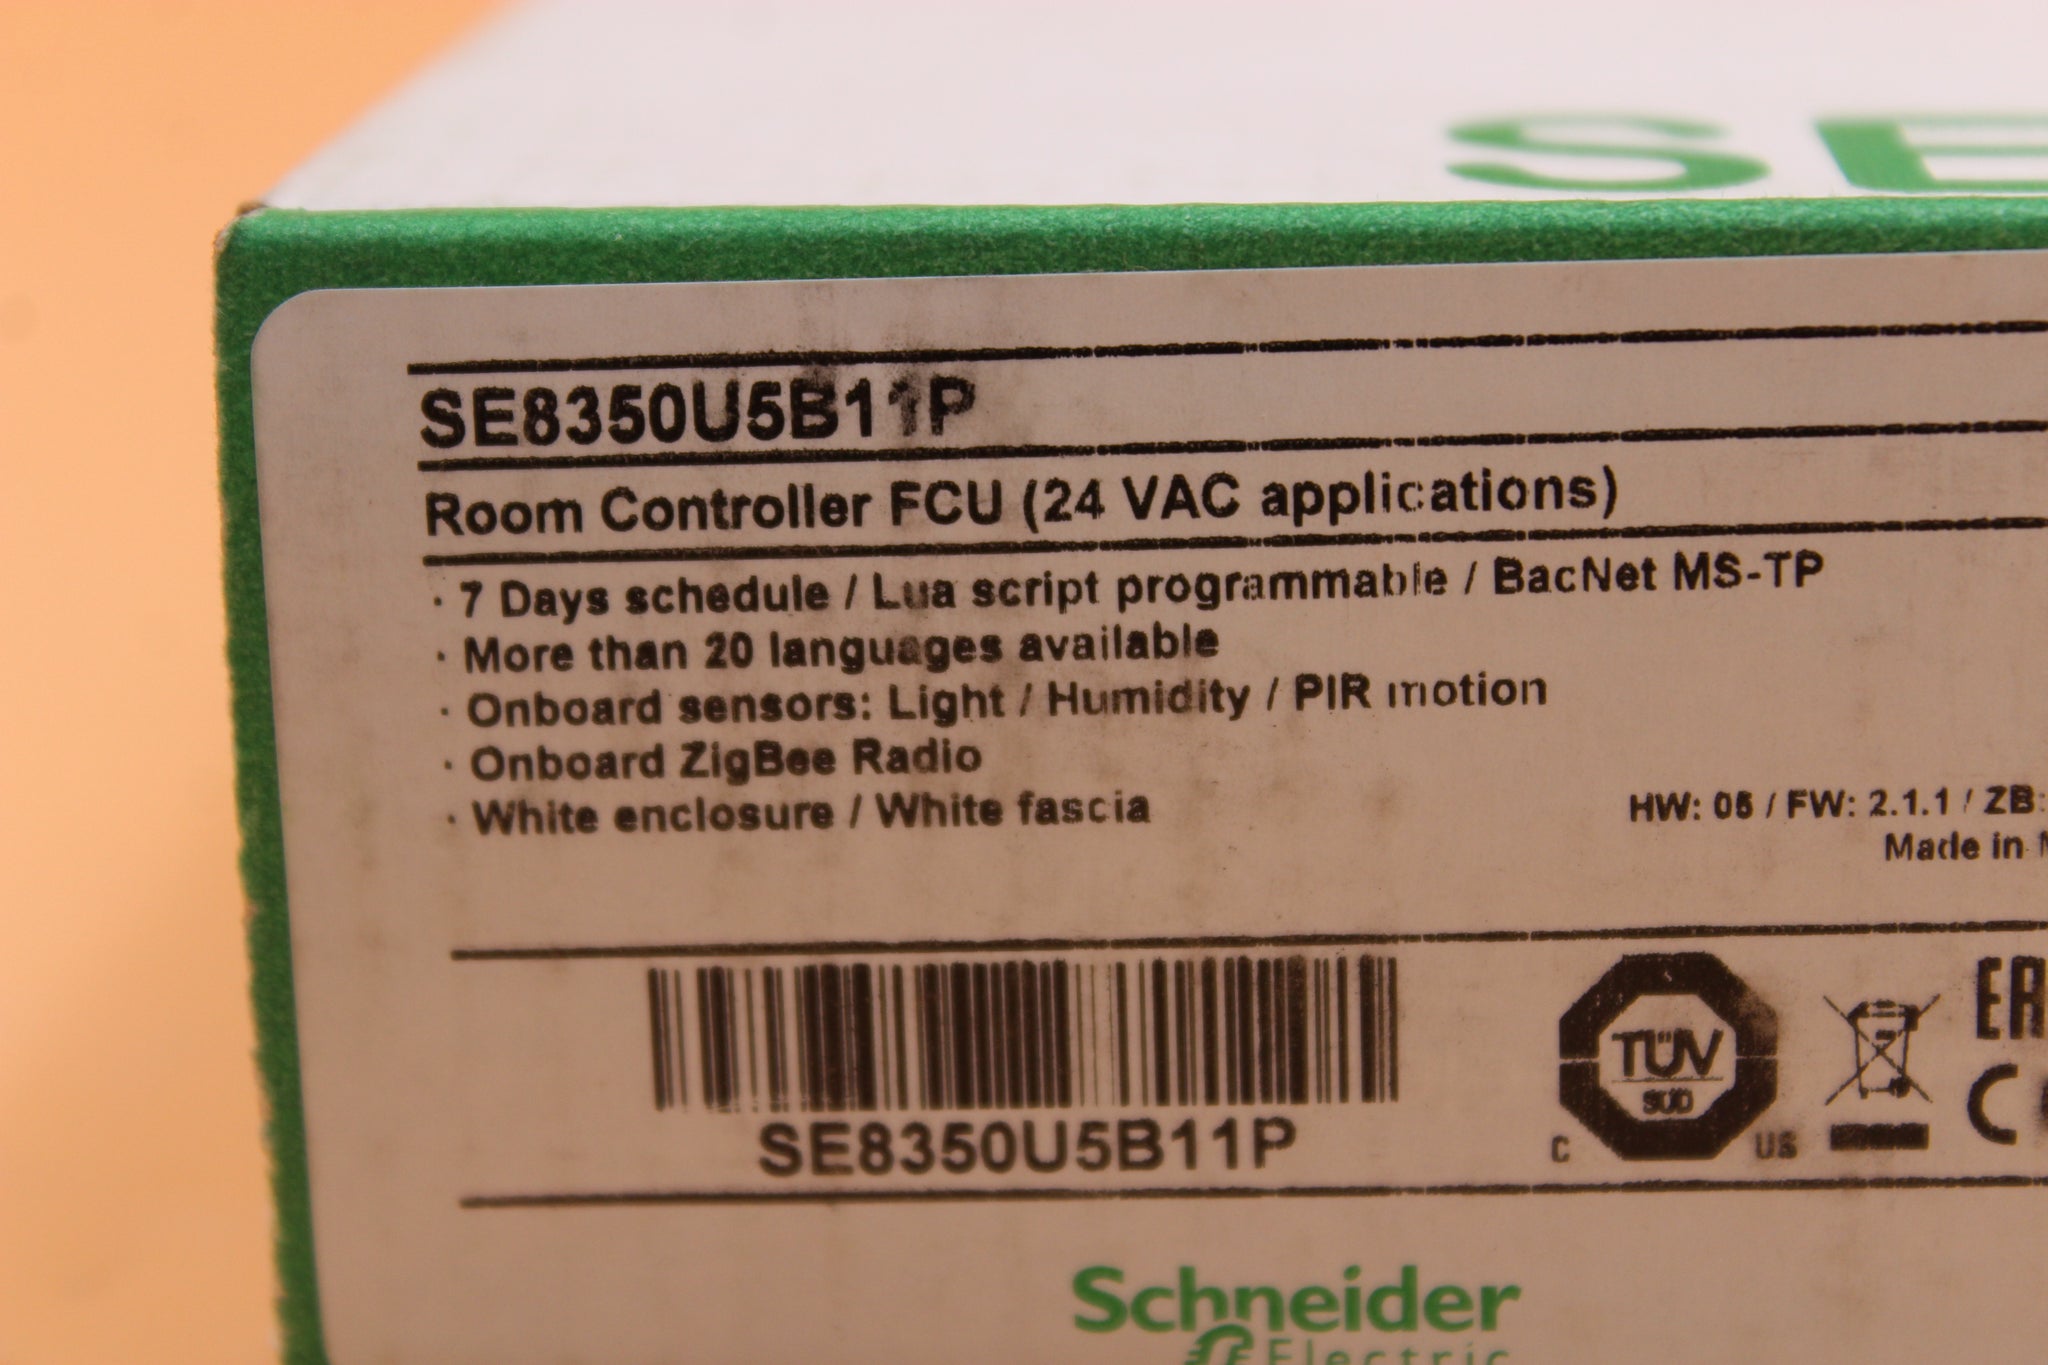 SE
SE8350U5B11P
Room Controller FCU (24 VAC applications)
· 7 Days schedule / Lua script programmable / BacNet MS-TP
· More than 20 languages available
· Onboard sensors: Light / Humidity / PIR motion
· Onboard ZigBee Radio
· White enclosure / White fascia
HW: 05 / FW: 2.1.1 / ZB:
Made in
SE8350U5B11P
TÜV
SÜD
C US
Schneider
Electric